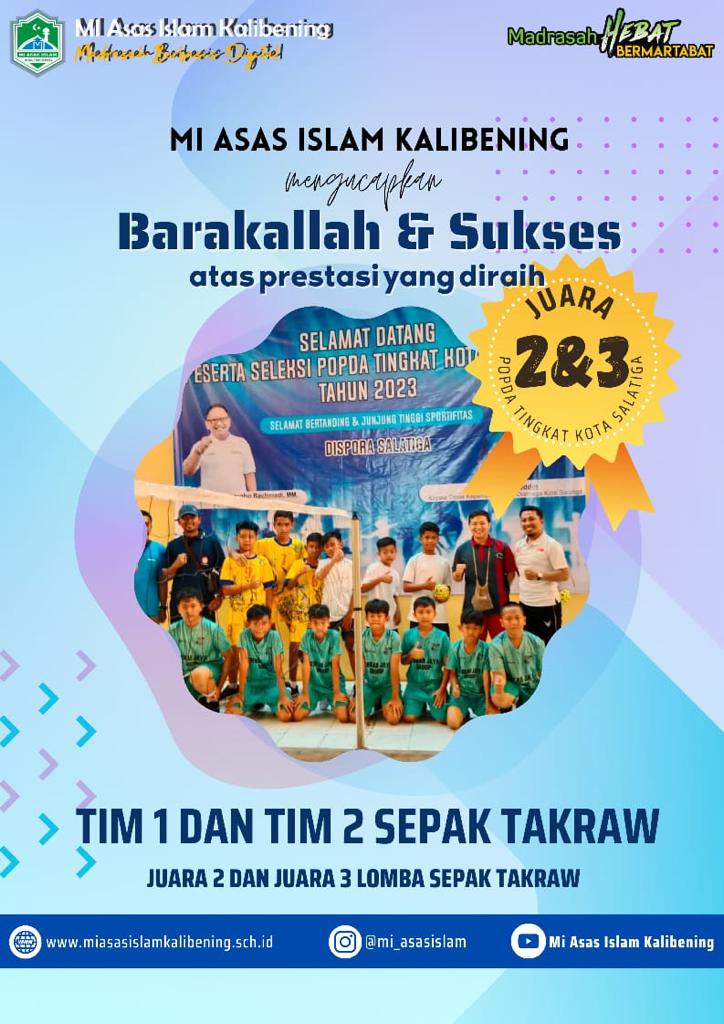 MI Asas Islam Kalibening
Madrasah Berbasis Digital
MI ASAS ISLAM
Madrasah HEBAT
BERMARTABAT
MI ASAS ISLAM KALIBENING
mengucapkan
Barakallah & Sukses
atas prestasi yang diraih
JUARA
2&3
POPDA TINGKAT KOTA SALATIGA
SELAMAT DATANG
ESERTA SELEKSI POPDA TINGKAT KOT
TAHUN 2023
SELAMAT BERTANDING & JUNJUNG TINGGI SPORTIFITAS
DISPORA SALATIGA
TIM 1 DAN TIM 2 SEPAK TAKRAW
JUARA 2 DAN JUARA 3 LOMBA SEPAK TAKRAW
www.miasasislamkalibening.sch.id
@mi_asasislam
Mi Asas Islam Kalibening